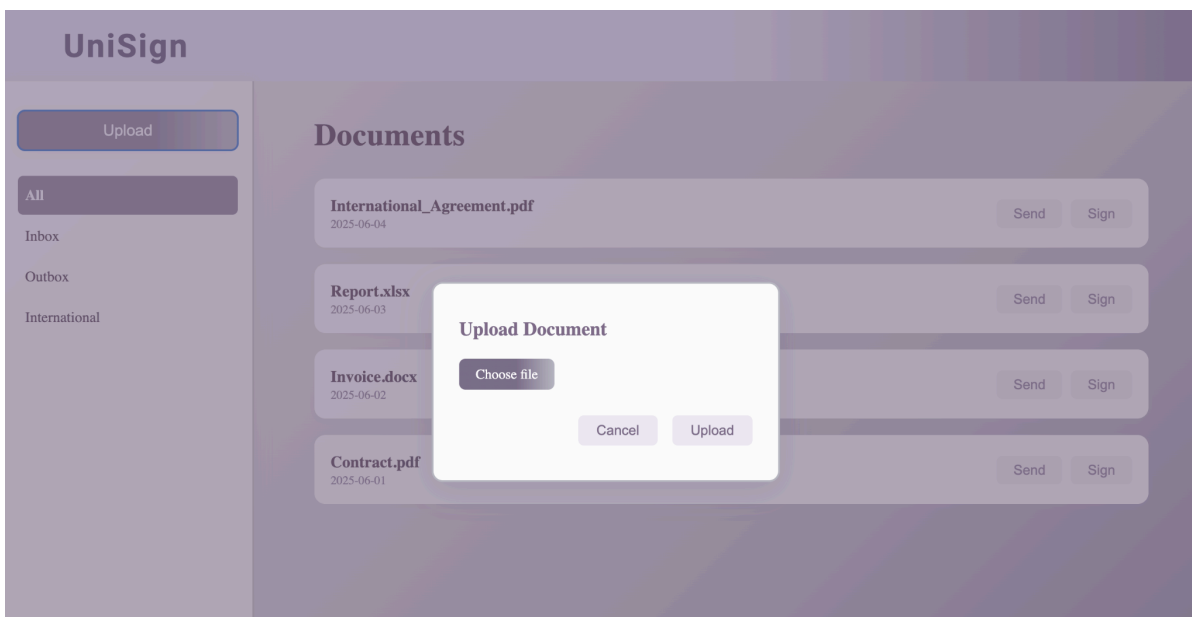 UniSign
Upload
All
Inbox
Outbox
International
Documents
International_Agreement.pdf
2025-06-04
Send Sign
Report.xlsx
2025-06-03
Send Sign
Invoice.docx
2025-06-02
Send Sign
Contract.pdf
2025-06-01
Send Sign
Upload Document
Choose file
Cancel Upload